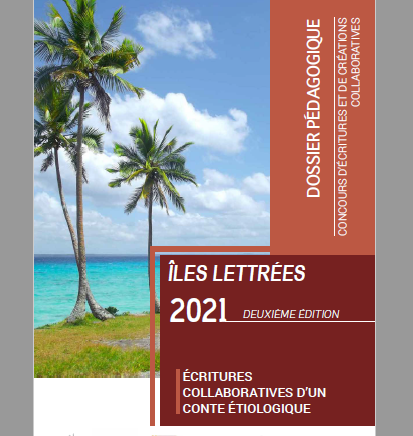 DOSSIER PÉDAGOGIQUE
CONCOURS D'ÉCRITURES ET DE CRÉATIONS
COLLABORATIVES
ÎLES LETTRÉES
2021 DEUXIÈME ÉDITION
ÉCRITURES
COLLABORATIVES D'UN
CONTE ÉTIOLOGIQUE